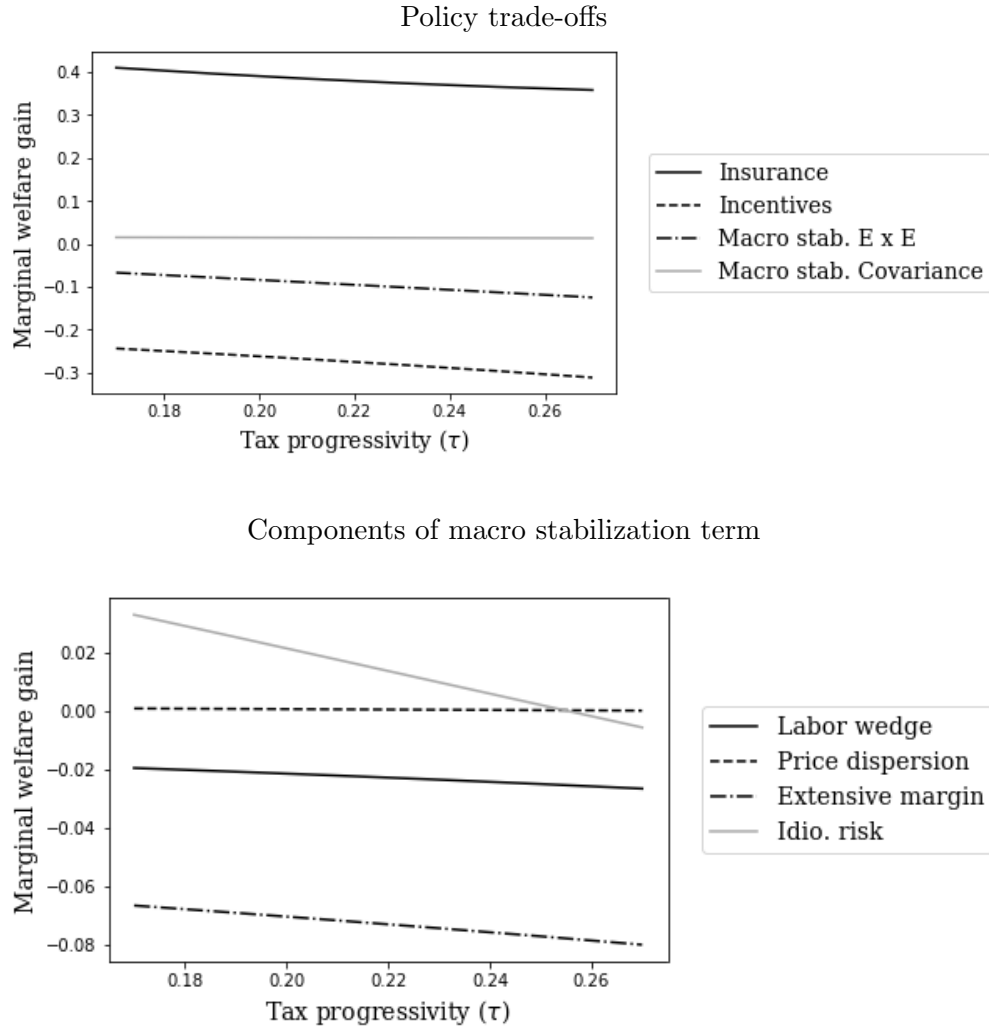 Policy trade-offs
0.4
0.3
0.2
0.1
0.0
−0.1
−0.2
−0.3
Marginal welfare gain
0.18 0.20 0.22 0.24 0.26
Tax progressivity (τ)
Insurance
Incentives
Macro stab. E x E
Macro stab. Covariance
Components of macro stabilization term
0.02
0.00
−0.02
−0.04
−0.06
−0.08
Marginal welfare gain
0.18 0.20 0.22 0.24 0.26
Tax progressivity (τ)
Labor wedge
Price dispersion
Extensive margin
Idio. risk